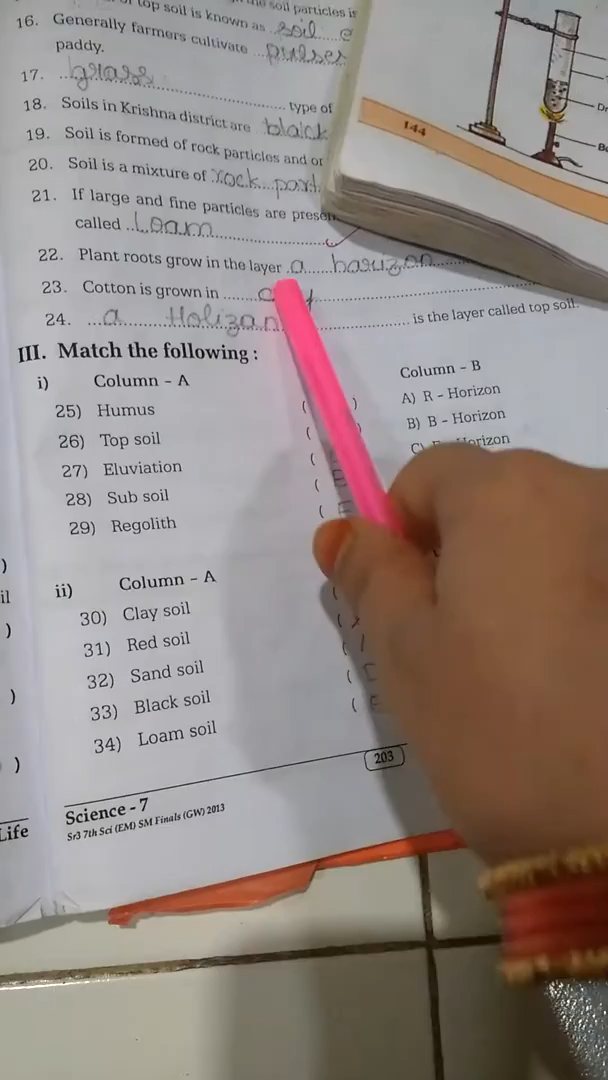 top soil is known as soil
16. Generally farmers cultivate pulses
paddy.
17. grass type of
18. Soils in Krishna district are black
19. Soil is formed of rock particles and or
20. Soil is a mixture of rock part
21. If large and fine particles are presen
called Loam
22. Plant roots grow in the layer a horizon
23. Cotton is grown in
24. a Holizan is the layer called top soil.
III. Match the following :
i) Column - A Column - B
25) Humus ( ) A) R - Horizon
26) Top soil ( ) B) B - Horizon
27) Eluviation ( C) Horizon
28) Sub soil ( E
29) Regolith (
ii) Column - A
30) Clay soil
31) Red soil (
32) Sand soil (
33) Black soil (
34) Loam soil (
203
Science - 7
Sr3 7th Sci (EM) SM Finals (GW) 2013
Life
144